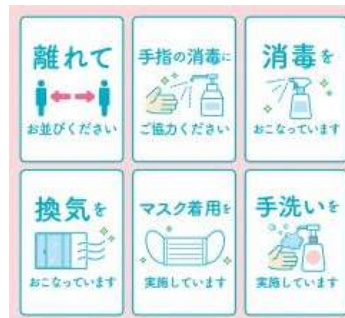 離れて
お並びください
手指の消毒に
ご協力ください
消毒を
おこなっています
換気を
おこなっています
マスク着用を
実施しています
手洗いを
実施しています